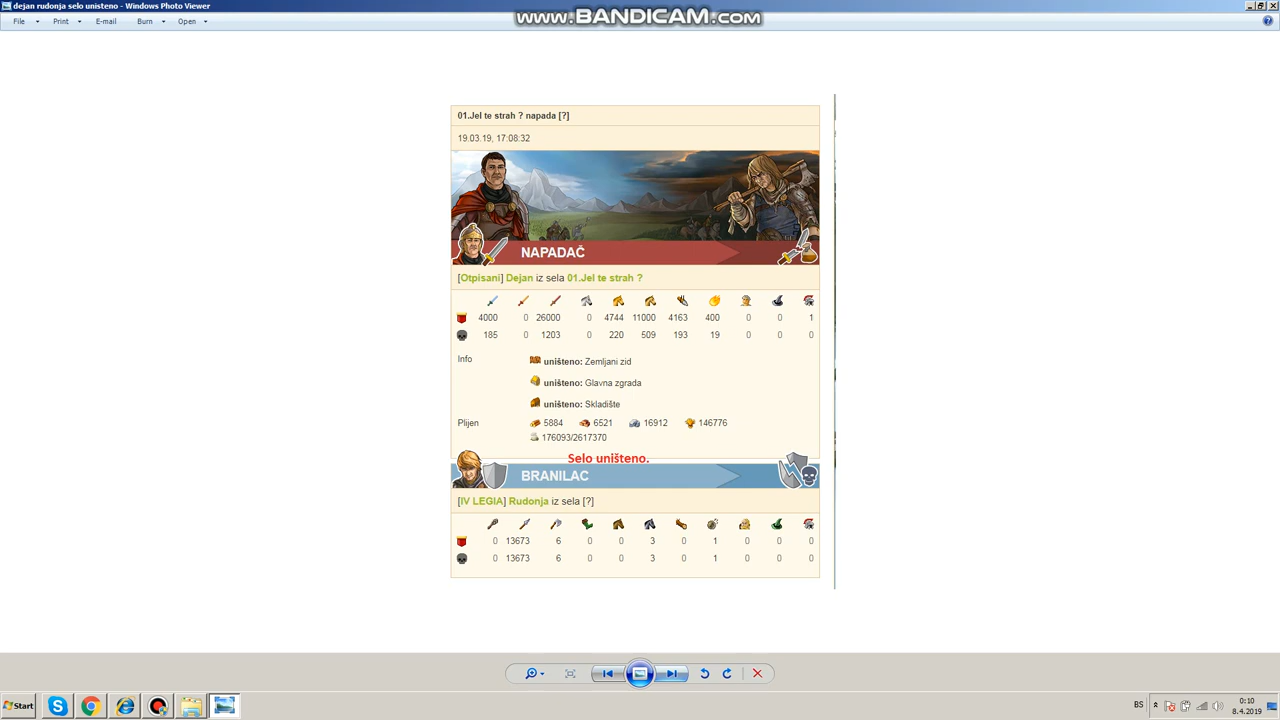 dejan rudonja selo unisteno - Windows Photo Viewer
www.BANDICAM.com
File Print E-mail Burn Open
01.Jel te strah ? napada [?]
19.03.19, 17:08:32
NAPADAČ
[Otpisani] Dejan iz sela 01.Jel te strah ?
4000 0 26000 0 4744 11000 4163 400 0 0 1
185 0 1203 0 220 509 193 19 0 0 0
Info
uništeno: Zemljani zid
uništeno: Glavna zgrada
uništeno: Skladište
Plijen 5884 6521 16912 146776
176093/2617370
Selo uništeno.
BRANILAC
[IV LEGIA] Rudonja iz sela [?]
0 13673 6 0 0 3 0 1 0 0 0
0 13673 6 0 0 3 0 1 0 0 0
Start
BS
0:10
8.4.2019